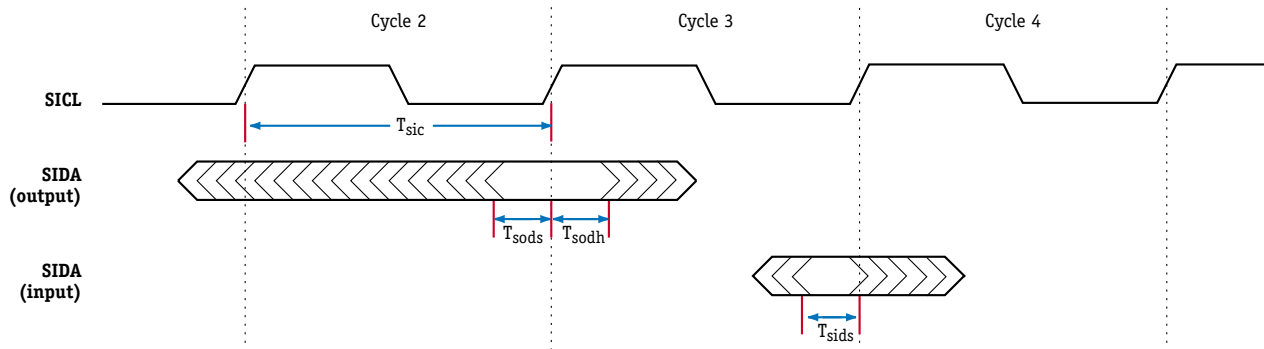 Cycle 2
Cycle 3
Cycle 4
SICL
Tsic
SIDA
(output)
Tsods
Tsodh
SIDA
(input)
Tsids